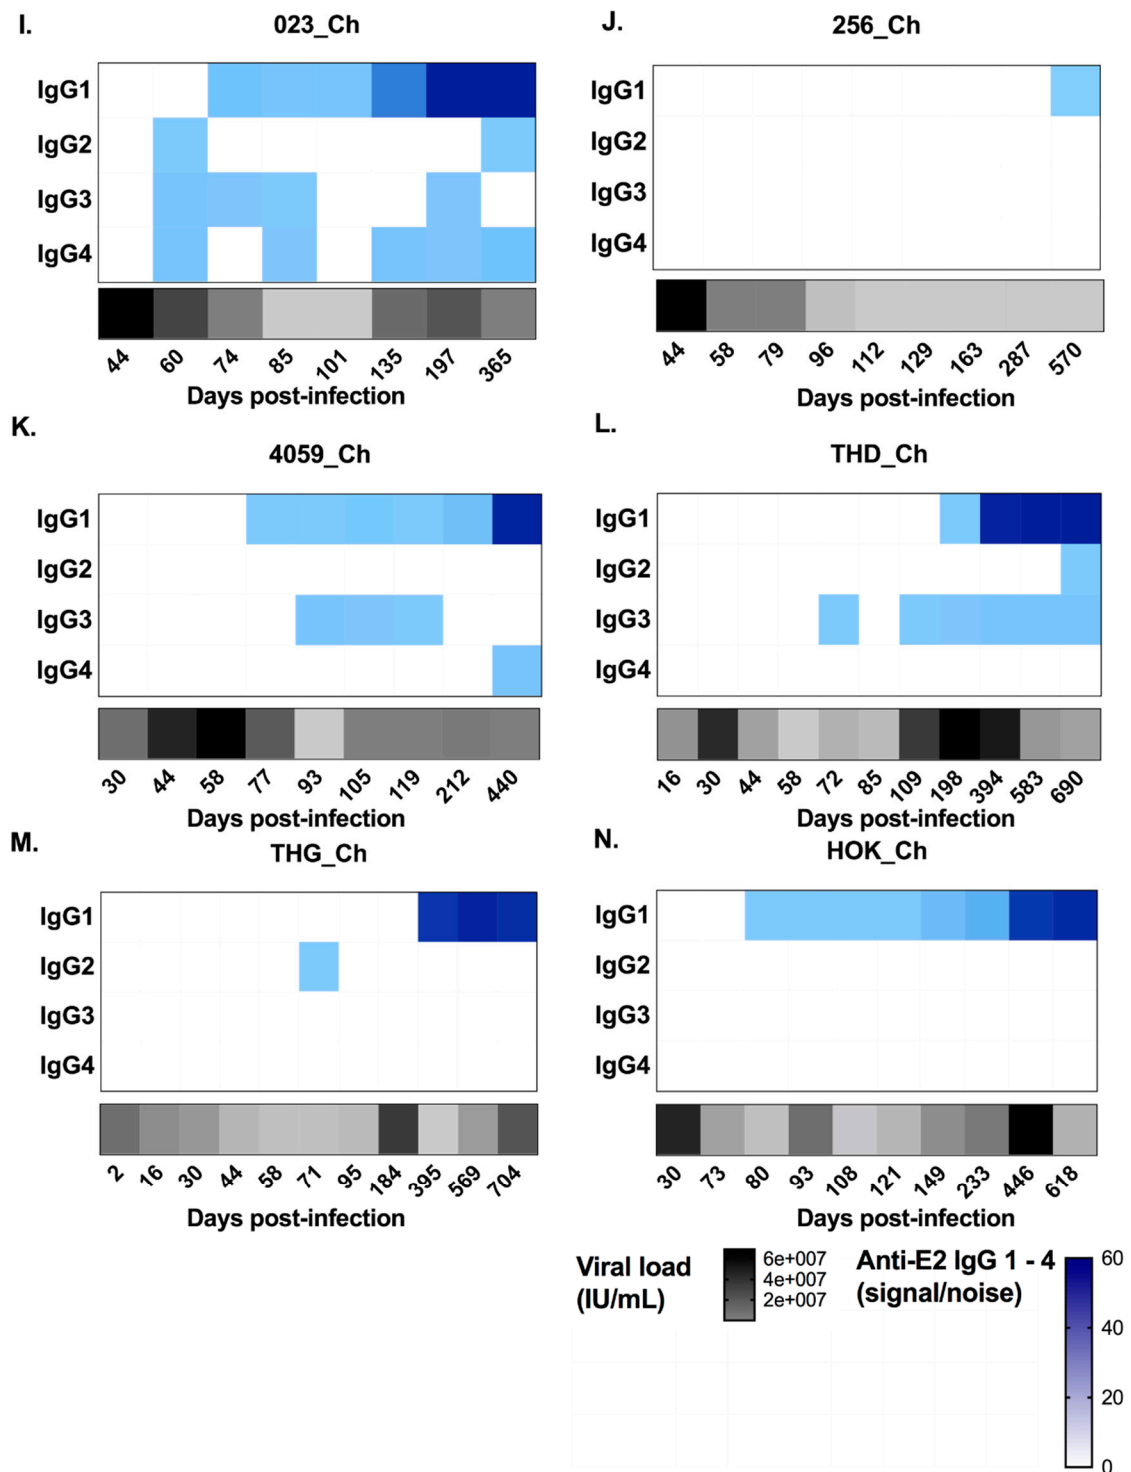 I.
023_Ch
IgG1
IgG2
IgG3
IgG4
44 60 74 85 101 135 197 365
Days post-infection
J.
256_Ch
IgG1
IgG2
IgG3
IgG4
44 58 79 96 112 129 163 287 570
Days post-infection
K.
4059_Ch
IgG1
IgG2
IgG3
IgG4
30 44 58 77 93 105 119 212 440
Days post-infection
L.
THD_Ch
IgG1
IgG2
IgG3
IgG4
16 30 44 58 72 85 109 198 394 583 690
Days post-infection
M.
THG_Ch
IgG1
IgG2
IgG3
IgG4
2 16 30 44 58 71 95 184 395 569 704
Days post-infection
N.
HOK_Ch
IgG1
IgG2
IgG3
IgG4
30 73 80 93 108 121 149 233 446 618
Days post-infection
Viral load
(IU/mL)
6e+007
4e+007
2e+007
Anti-E2 IgG 1 - 4
(signal/noise)
60
40
20
0